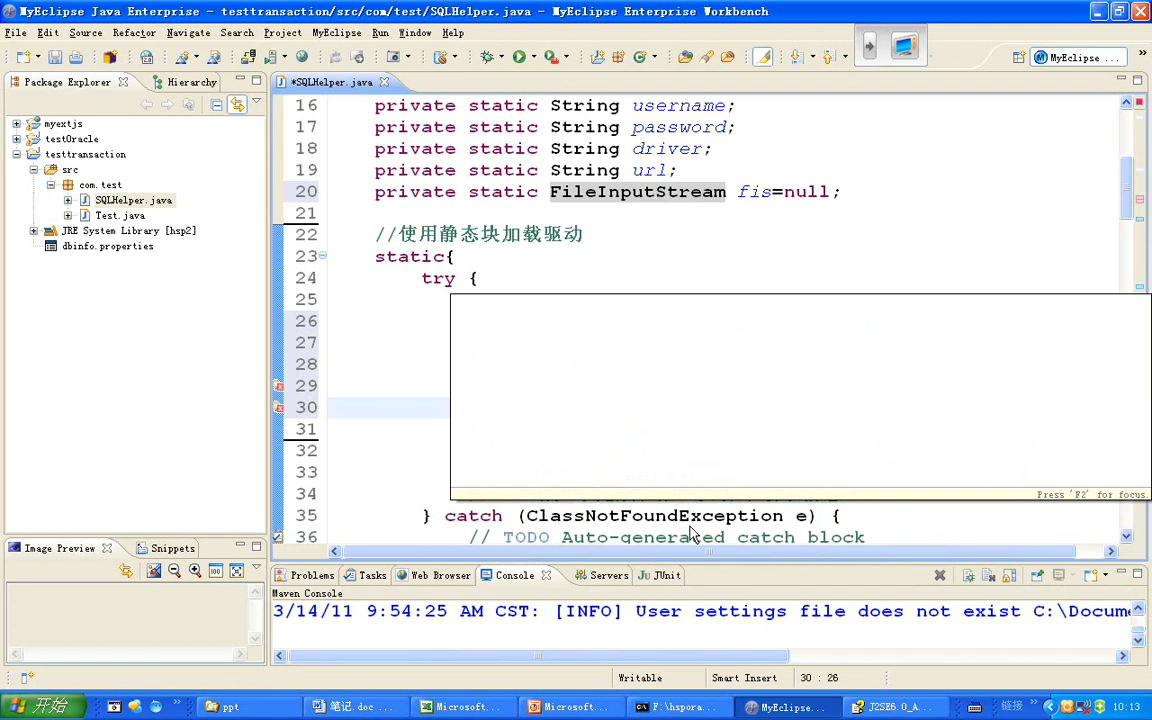 MyEclipse Java Enterprise - testtransaction/src/com/test/SQLHelper.java - MyEclipse Enterprise Workbench
File Edit Source Refactor Navigate Search Project MyEclipse Run Window Help
MyEclipse ...
Package Explorer
Hierarchy
*SQLHelper.java
myextjs
testOracle
testtransaction
src
com.test
SQLHelper.java
Test.java
JRE System Library [hsp2]
dbinfo.properties
16 private static String username;
17 private static String password;
18 private static String driver;
19 private static String url;
20 private static FileInputStream fis=null;
21
22 //使用静态块加载驱动
23 static{
24 try {
25
26
27
28
29
30
31
32
33
34
Press 'F2' for focus.
35 } catch (ClassNotFoundException e) {
36 // TODO Auto-generated catch block
Image Preview
Snippets
Problems Tasks Web Browser Console Servers JUnit
Maven Console
3/14/11 9:54:25 AM CST: [INFO] User settings file does not exist C:\Docume
Writable Smart Insert 30 : 26
开始
ppt
笔记.doc ...
Microsoft...
Microsoft...
F:\hspora...
MyEclipse...
J2SE6.0_A...
链接
10:13